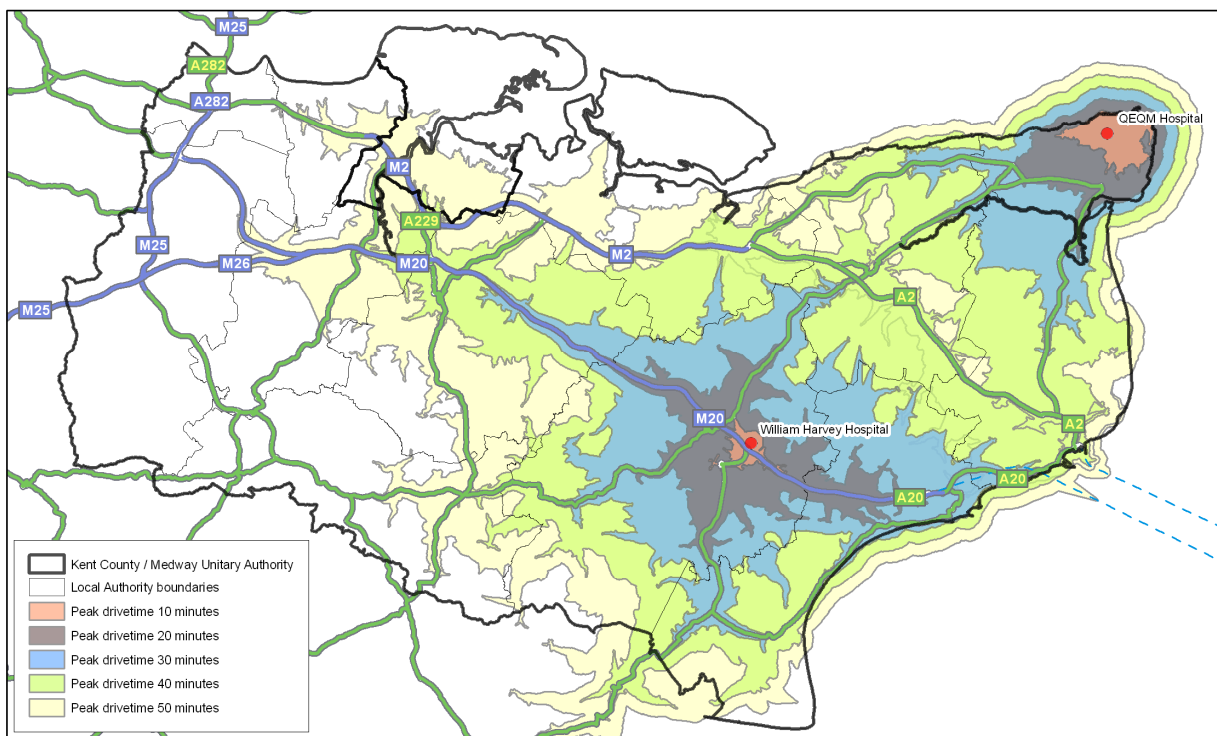 M25
A282
A282
QEQM Hospital
M2
A229
M25
M26
M20
M2
M25
A2
M20
William Harvey Hospital
A2
A20
A20
Kent County / Medway Unitary Authority
Local Authority boundaries
Peak drivetime 10 minutes
Peak drivetime 20 minutes
Peak drivetime 30 minutes
Peak drivetime 40 minutes
Peak drivetime 50 minutes